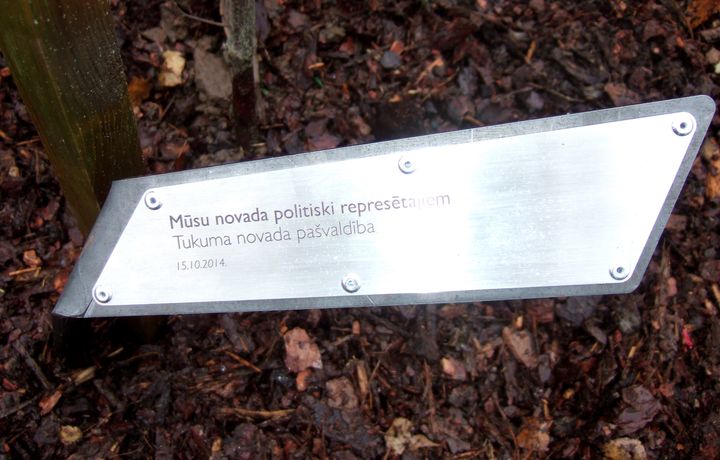 Mūsu novada politiski represētajiem
Tukuma novada pašvaldība
15.10.2014.